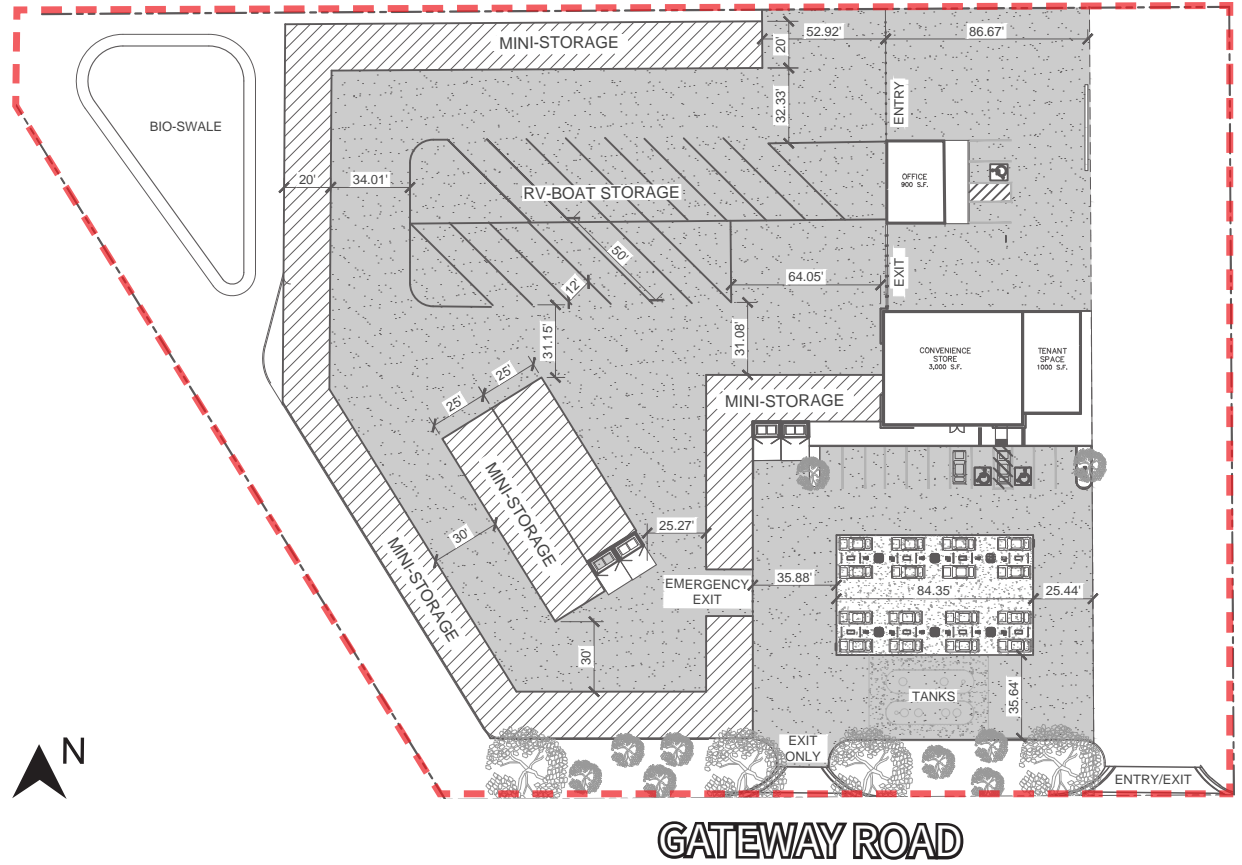 MINI-STORAGE
52.92'
86.67'
20'
32.33'
ENTRY
BIO-SWALE
20'
34.01'
RV-BOAT STORAGE
OFFICE
900 S.F.
50'
12'
64.05'
EXIT
31.15'
31.08'
CONVENIENCE
STORE
3,000 S.F.
TENANT
SPACE
1000 S.F.
25'
25'
MINI-STORAGE
MINI-STORAGE
30'
25.27'
MINI-STORAGE
EMERGENCY
EXIT
35.88'
84.35'
25.44'
30'
TANKS
35.64'
EXIT
ONLY
N
ENTRY/EXIT
GATEWAY ROAD